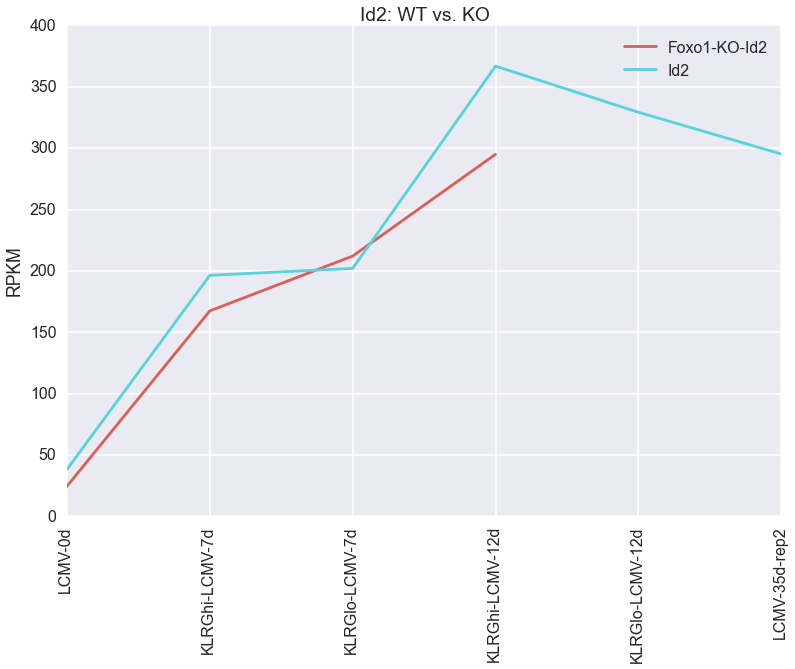 Id2: WT vs. KO
400
350
300
250
200
150
100
50
0
RPKM
Foxo1-KO-Id2
Id2
LCMV-0d
KLRGhi-LCMV-7d
KLRGlo-LCMV-7d
KLRGhi-LCMV-12d
KLRGlo-LCMV-12d
LCMV-35d-rep2